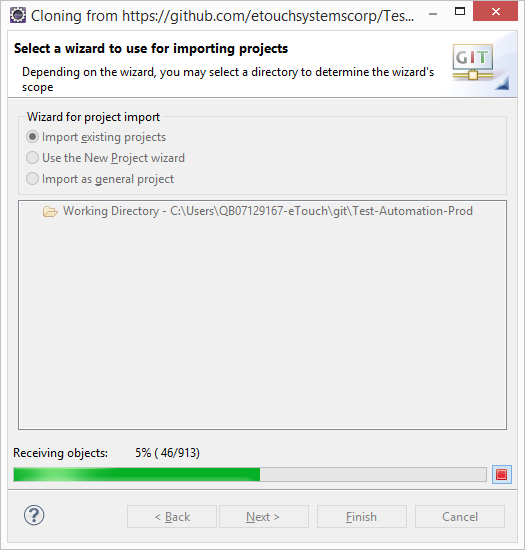 Cloning from https://github.com/etouchsystemscorp/Tes...
Select a wizard to use for importing projects
Depending on the wizard, you may select a directory to determine the wizard's
scope
GIT
Wizard for project import
Import existing projects
Use the New Project wizard
Import as general project
Working Directory - C:\Users\QB07129167-eTouch\git\Test-Automation-Prod
Receiving objects: 5% ( 46/913)
? < Back Next > Finish Cancel